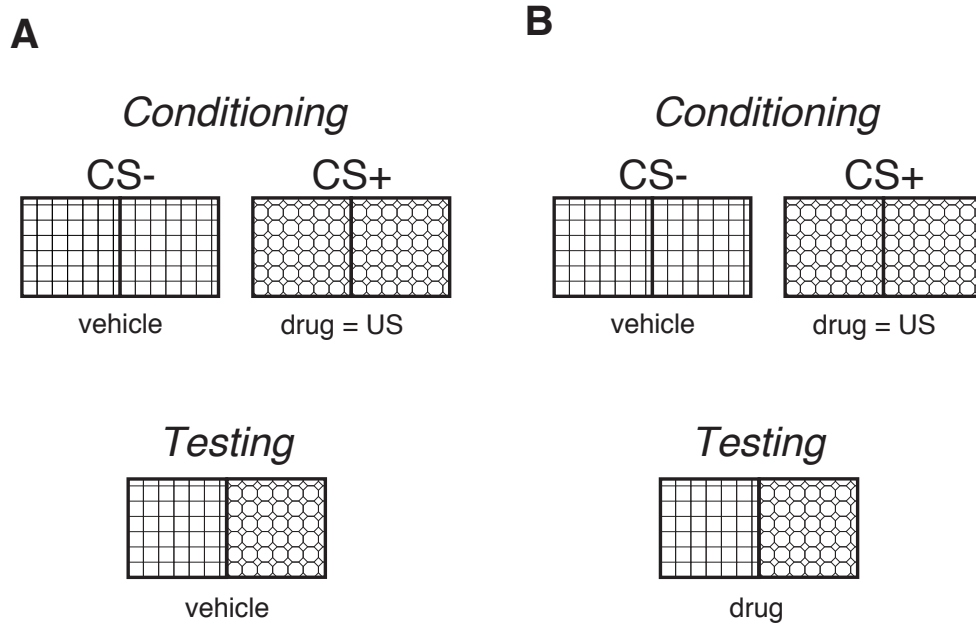 A
Conditioning
CS- CS+
vehicle drug = US
Testing
vehicle
B
Conditioning
CS- CS+
vehicle drug = US
Testing
drug